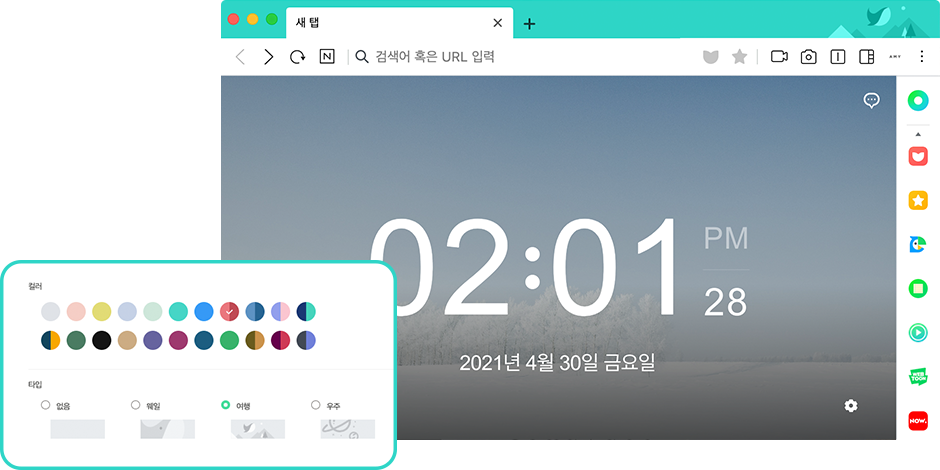 새 탭
N
검색어 혹은 URL 입력
02:01
PM
28
2021년 4월 30일 금요일
컬러
타입
없음
웨일
여행
우주
WEB
TOON
NOW.